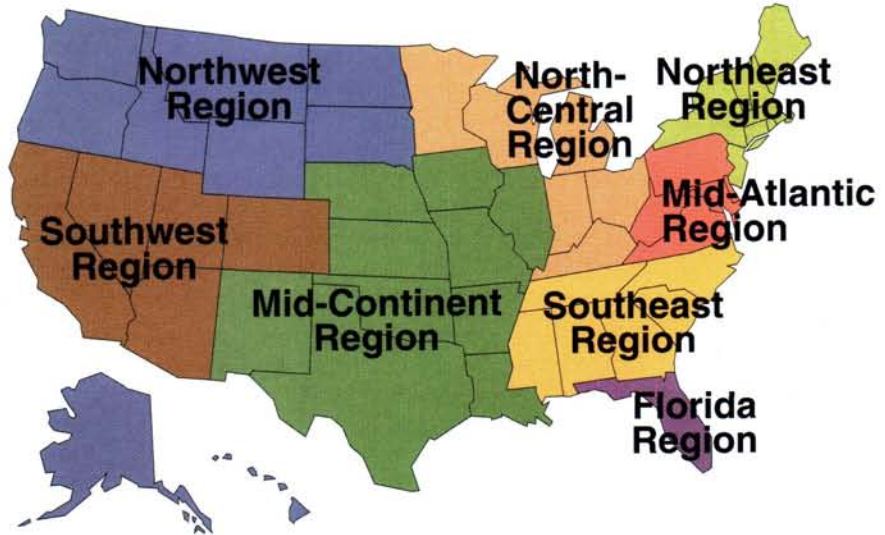 Northwest
Region
North-
Central
Region
Northeast
Region
Mid-Atlantic
Region
Southwest
Region
Mid-Continent
Region
Southeast
Region
Florida
Region